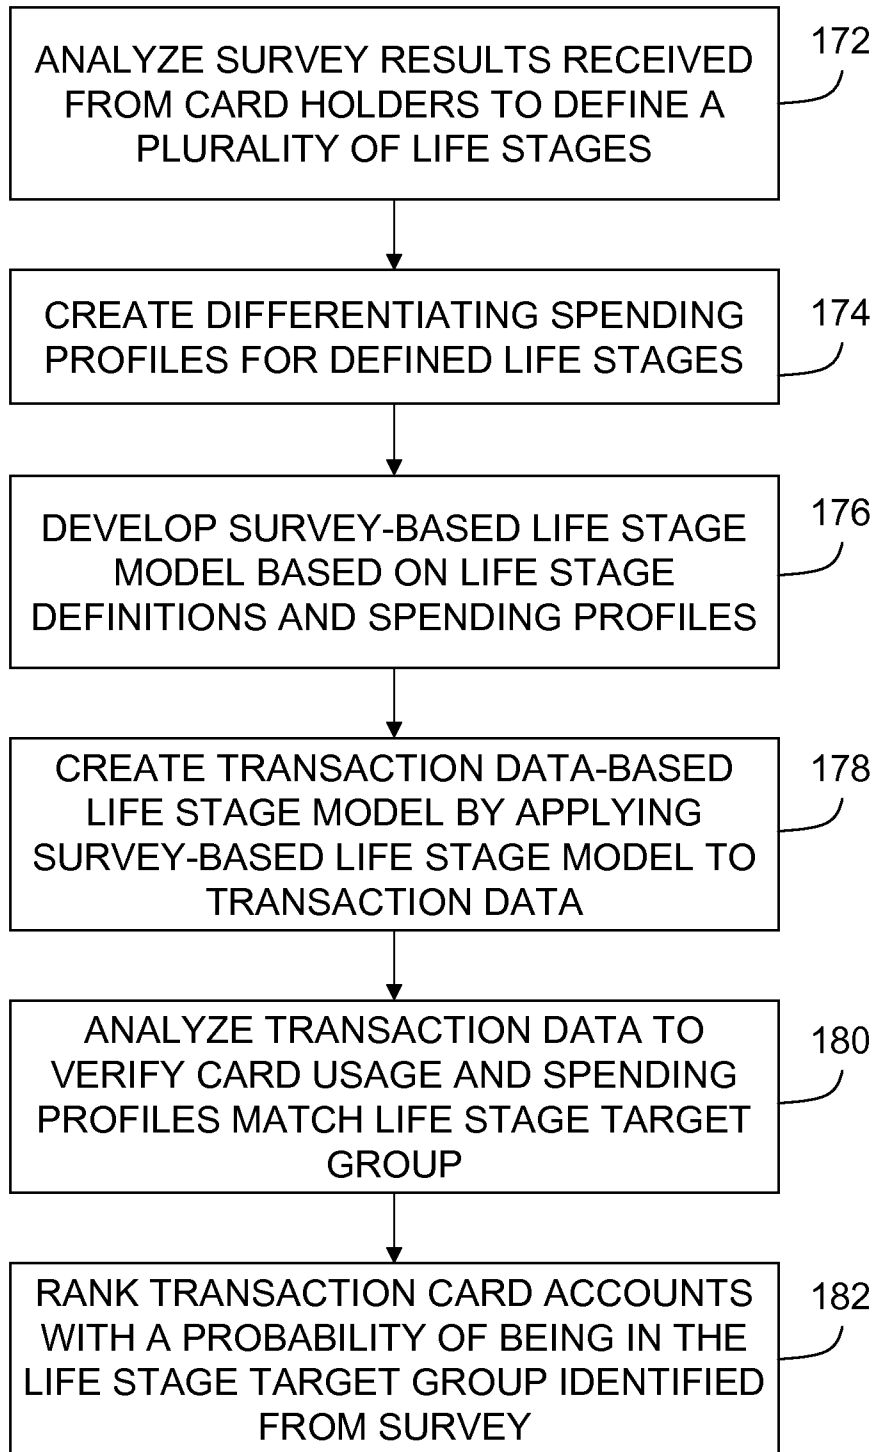 ANALYZE SURVEY RESULTS RECEIVED
FROM CARD HOLDERS TO DEFINE A
PLURALITY OF LIFE STAGES
172
CREATE DIFFERENTIATING SPENDING
PROFILES FOR DEFINED LIFE STAGES
174
DEVELOP SURVEY-BASED LIFE STAGE
MODEL BASED ON LIFE STAGE
DEFINITIONS AND SPENDING PROFILES
176
CREATE TRANSACTION DATA-BASED
LIFE STAGE MODEL BY APPLYING
SURVEY-BASED LIFE STAGE MODEL TO
TRANSACTION DATA
178
ANALYZE TRANSACTION DATA TO
VERIFY CARD USAGE AND SPENDING
PROFILES MATCH LIFE STAGE TARGET
GROUP
180
RANK TRANSACTION CARD ACCOUNTS
WITH A PROBABILITY OF BEING IN THE
LIFE STAGE TARGET GROUP IDENTIFIED
FROM SURVEY
182